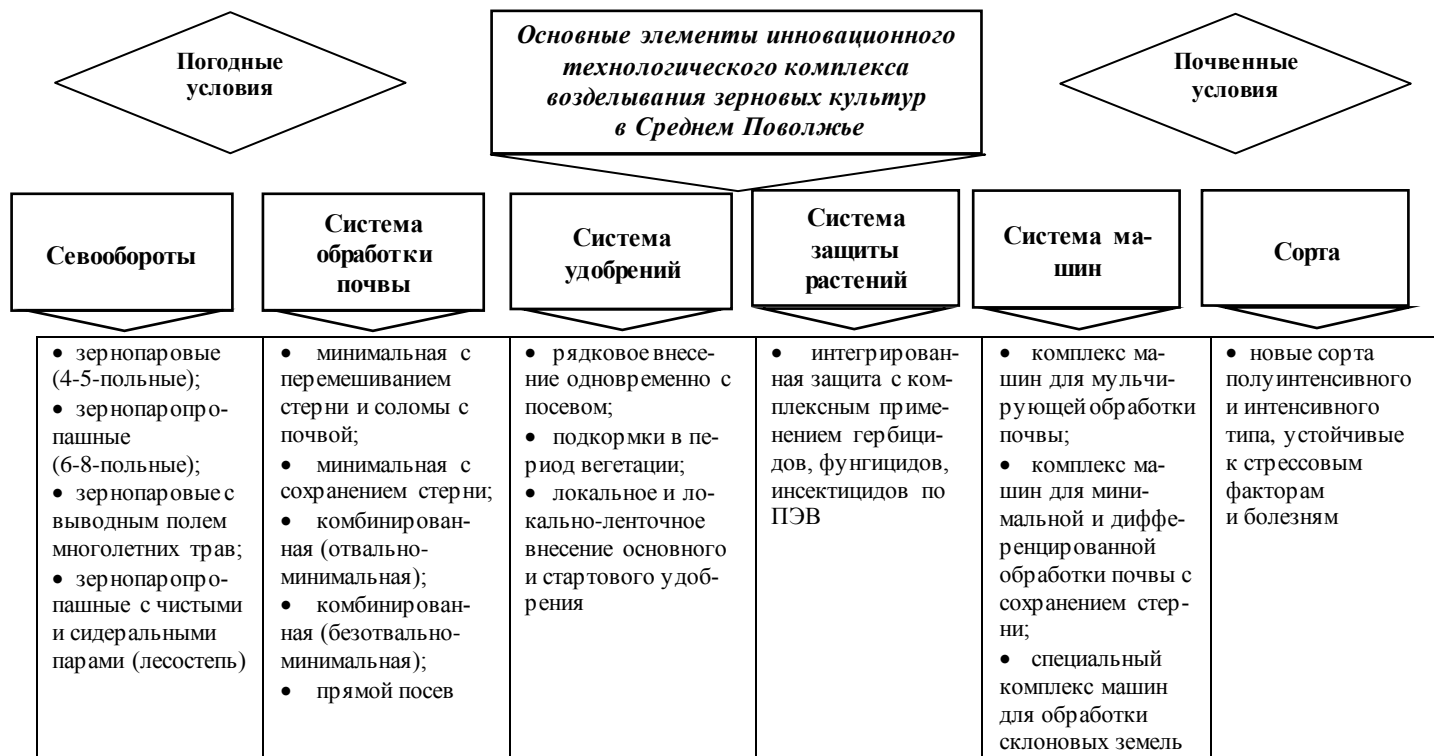 Погодные
условия
Основные элементы инновационного
технологического комплекса
возделывания зерновых культур
в Среднем Поволжье
Почвенные
условия
Севообороты
Система
обработки
почвы
Система
удобрений
Система
защиты
растений
Система ма-
шин
Сорта
• зернопаровые
(4-5-польные);
• зернопаропро-
пашные
(6-8-польные);
• зернопаровые с
выводным полем
многолетних трав;
• зернопаропро-
пашные с чистыми
и сидеральными
парами (лесостепь)
• минимальная с
перемешиванием
стерни и соломы с
почвой;
• минимальная с
сохранением стерни;
• комбинирован-
ная (отвально-
минимальная);
• комбинирован-
ная (безотвально-
минимальная);
• прямой посев
• рядковое внесе-
ние одновременно с
посевом;
• подкормки в пе-
риод вегетации;
• локальное и ло-
кально-ленточное
внесение основного
и стартового удоб-
рения
• интегрирован-
ная защита с ком-
плексным приме-
нением гербици-
дов, фунгицидов,
инсектицидов по
ПЭВ
• комплекс ма-
шин для мульчи-
рующей обработки
почвы;
• комплекс ма-
шин для мини-
мальной и диффе-
ренцированной
обработки почвы с
сохранением стер-
ни;
• специальный
комплекс машин
для обработки
склоновых земель
• новые сорта
полуинтенсивного
и интенсивного
типа, устойчивые
к стрессовым
факторам
и болезням